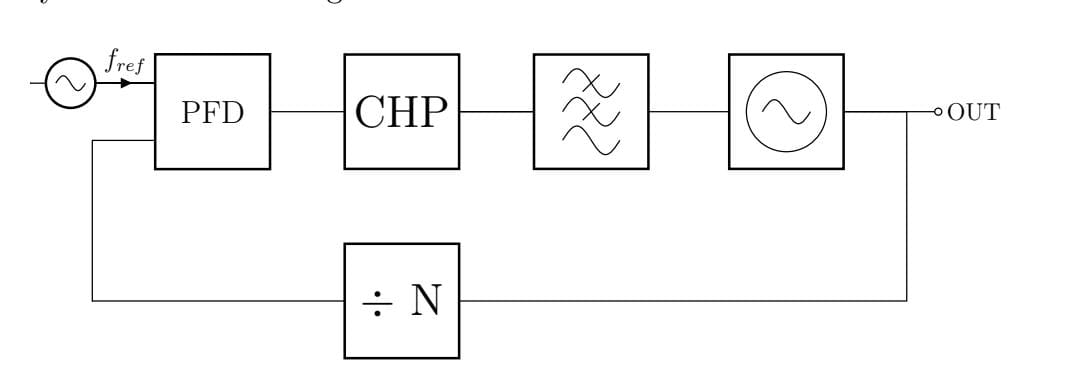 f_ref
PFD
CHP
OUT
÷ N